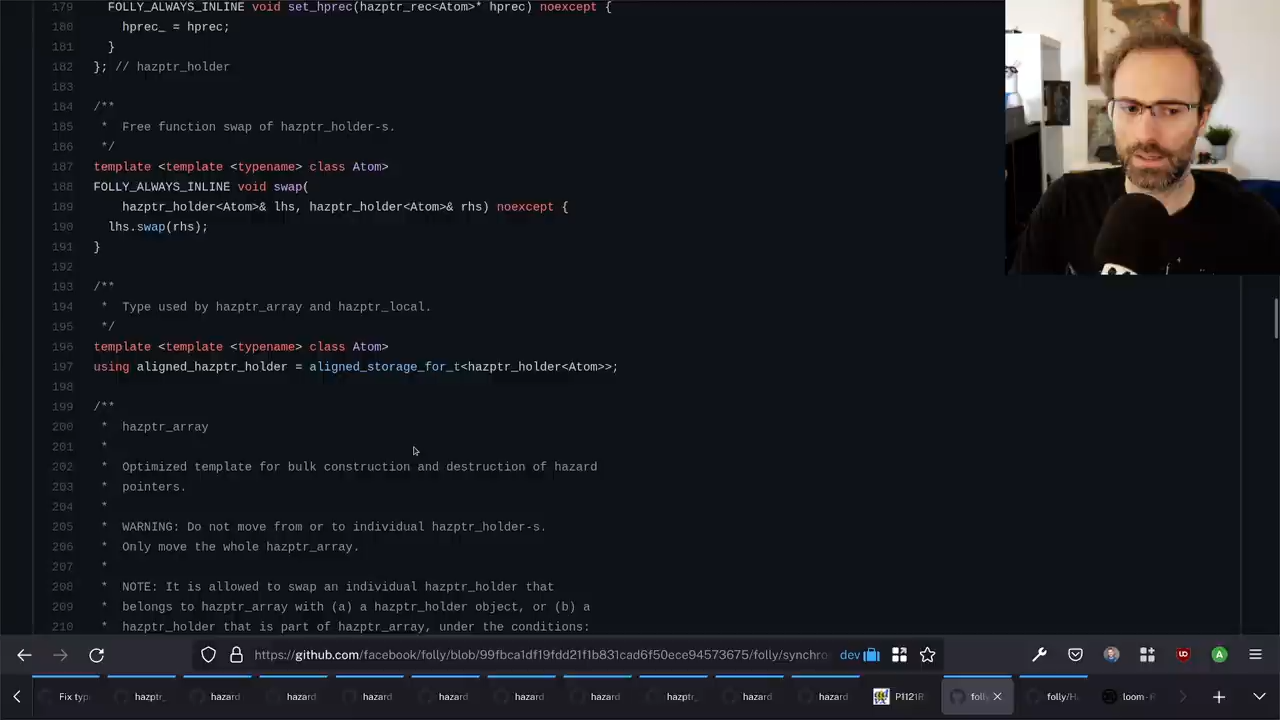 179 FOLLY_ALWAYS_INLINE void set_hprec(hazptr_rec<Atom>* hprec) noexcept {
180 hprec_ = hprec;
181 }
182 }; // hazptr_holder
183
184 /**
185 * Free function swap of hazptr_holder-s.
186 */
187 template <template <typename> class Atom>
188 FOLLY_ALWAYS_INLINE void swap(
189 hazptr_holder<Atom>& lhs, hazptr_holder<Atom>& rhs) noexcept {
190 lhs.swap(rhs);
191 }
192
193 /**
194 * Type used by hazptr_array and hazptr_local.
195 */
196 template <template <typename> class Atom>
197 using aligned_hazptr_holder = aligned_storage_for_t<hazptr_holder<Atom>>;
198
199 /**
200 * hazptr_array
201 *
202 * Optimized template for bulk construction and destruction of hazard
203 * pointers.
204 *
205 * WARNING: Do not move from or to individual hazptr_holder-s.
206 * Only move the whole hazptr_array.
207 *
208 * NOTE: It is allowed to swap an individual hazptr_holder that
209 * belongs to hazptr_array with (a) a hazptr_holder object, or (b) a
210 * hazptr_holder that is part of hazptr_array, under the conditions:
https://github.com/facebook/folly/blob/99fbca1df19fdd21f1b831cad6f50ece94573675/folly/synchro dev
Fix typ hazptr_ hazard hazard hazard hazard hazard hazard hazptr_ hazard hazard P1121R folly folly/H loom - R